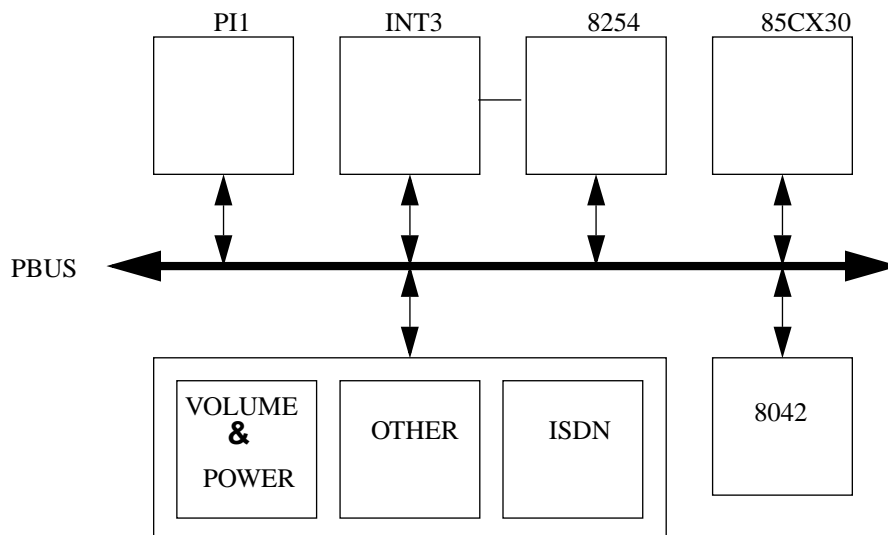 PI1
INT3
8254
85CX30
PBUS
VOLUME
&
POWER
OTHER
ISDN
8042